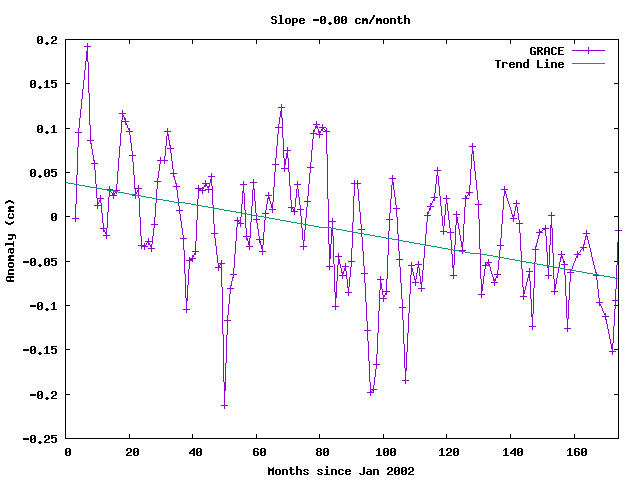 Slope -0.00 cm/month
GRACE
Trend Line
0.2
0.15
0.1
0.05
0
-0.05
-0.1
-0.15
-0.2
-0.25
Anomaly (cm)
0 20 40 60 80 100 120 140 160
Months since Jan 2002